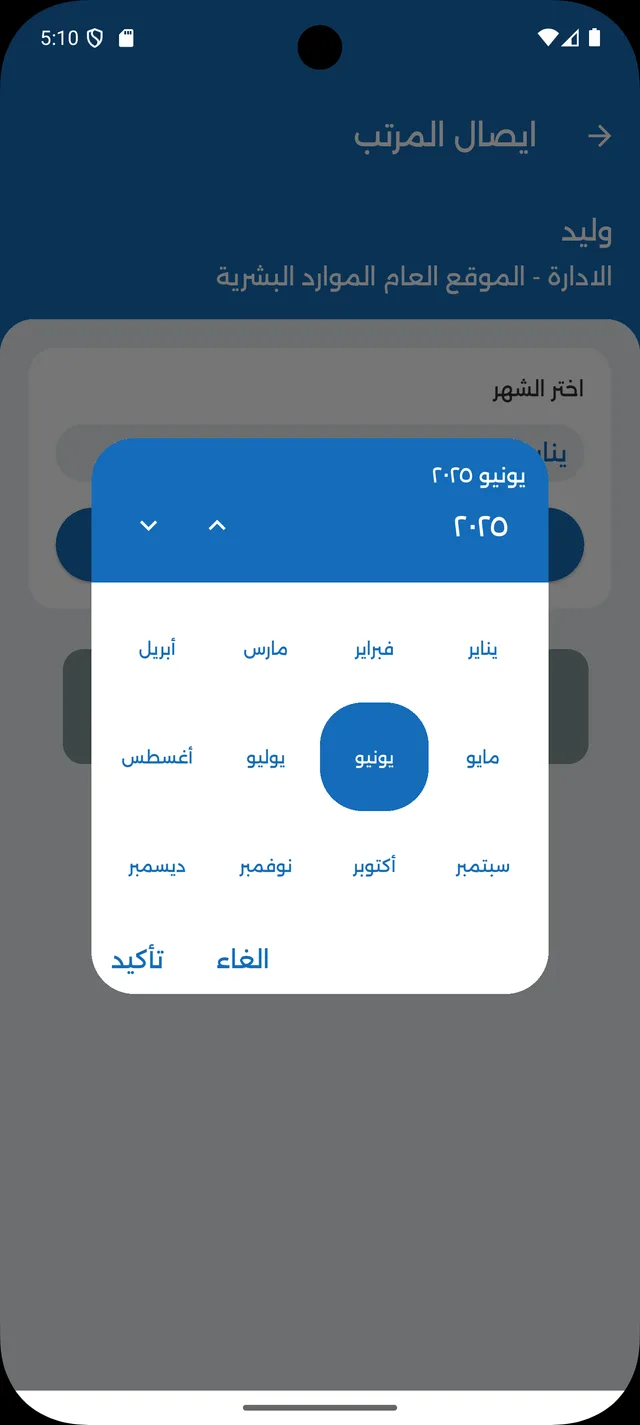 5:10
ايصال المرتب
وليد
الادارة - الموقع العام الموارد البشرية
اختر الشهر
يونيو ٢٠٢٥
٢٠٢٥
يناير فبراير مارس أبريل
مايو يونيو يوليو أغسطس
سبتمبر أكتوبر نوفمبر ديسمبر
الغاء تأكيد